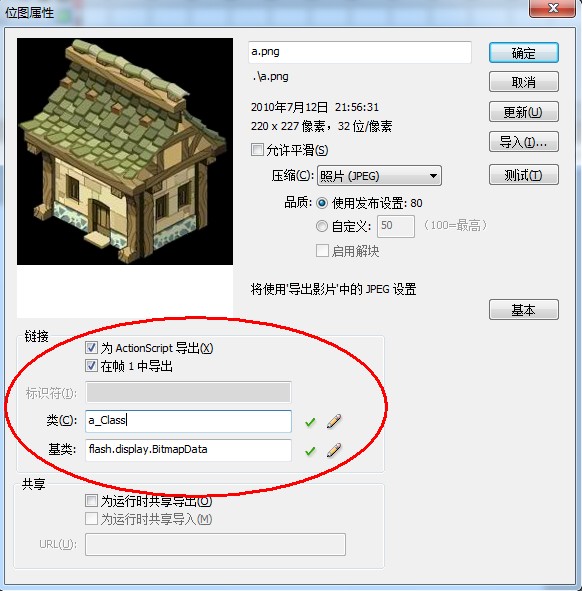 位图属性
a.png
确定
.\a.png
取消
2010年7月12日 21:56:31
更新(U)
220 x 227 像素，32 位/像素
导入(I)...
允许平滑(S)
压缩(C): 照片 (JPEG)
测试(T)
品质: 使用发布设置: 80
自定义: 50 (100=最高)
启用解块
将使用'导出影片'中的 JPEG 设置
基本
链接
为 ActionScript 导出(X)
在帧 1 中导出
标识符(I):
类(C): a_Class
基类: flash.display.BitmapData
共享
为运行时共享导出(O)
为运行时共享导入(M)
URL(U):